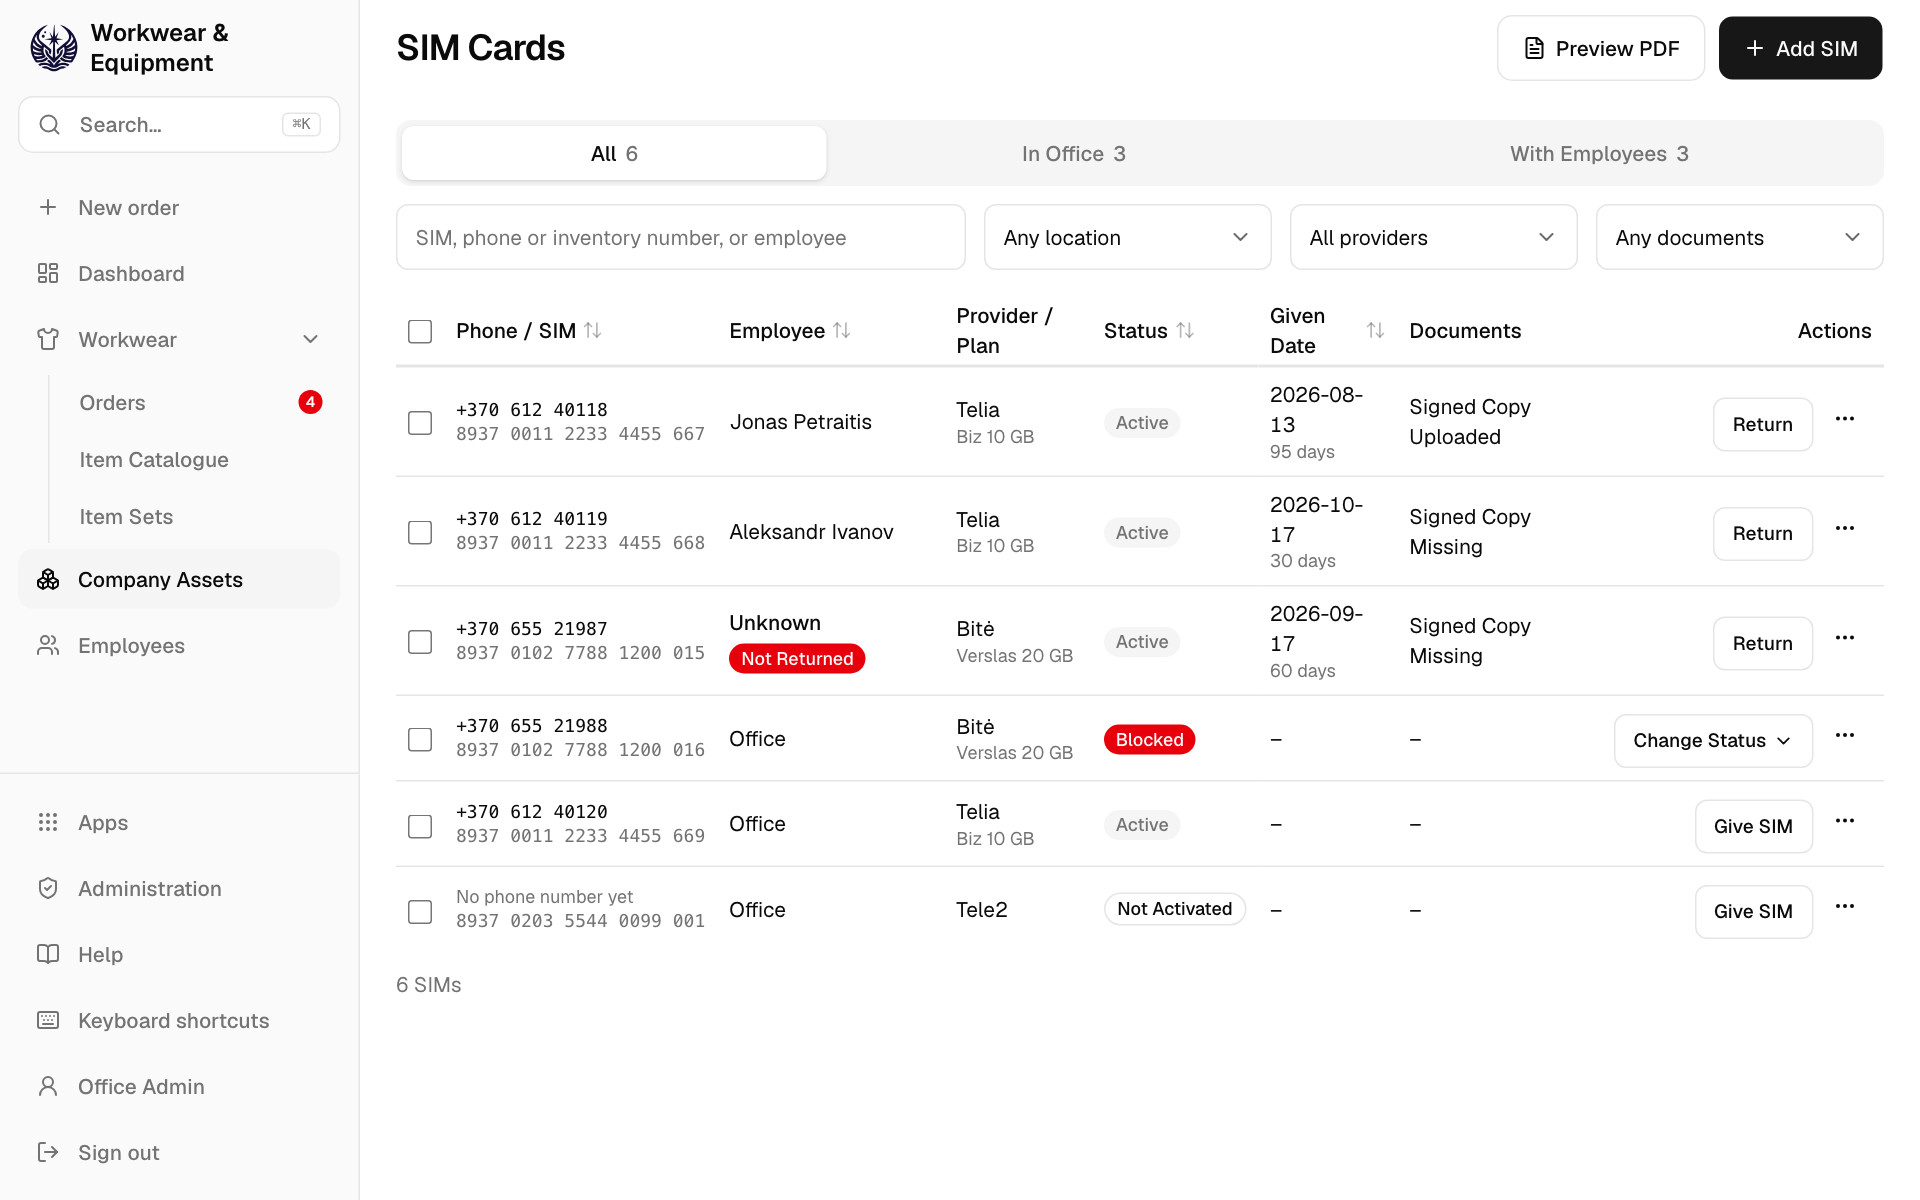 Workwear &
Equipment
Search...
⌘K
New order
Dashboard
Workwear
Orders
4
Item Catalogue
Item Sets
Company Assets
Employees
Apps
Administration
Help
Keyboard shortcuts
Office Admin
Sign out
SIM Cards
Preview PDF
Add SIM
All 6
In Office 3
With Employees 3
SIM, phone or inventory number, or employee
Any location
All providers
Any documents
Phone / SIM
Employee
Provider /
Plan
Status
Given
Date
Documents
Actions
+370 612 40118
8937 0011 2233 4455 667
Jonas Petraitis
Telia
Biz 10 GB
Active
2026-08-
13
95 days
Signed Copy
Uploaded
Return
+370 612 40119
8937 0011 2233 4455 668
Aleksandr Ivanov
Telia
Biz 10 GB
Active
2026-10-
17
30 days
Signed Copy
Missing
Return
+370 655 21987
8937 0102 7788 1200 015
Unknown
Not Returned
Bitė
Verslas 20 GB
Active
2026-09-
17
60 days
Signed Copy
Missing
Return
+370 655 21988
8937 0102 7788 1200 016
Office
Bitė
Verslas 20 GB
Blocked
–
–
Change Status
+370 612 40120
8937 0011 2233 4455 669
Office
Telia
Biz 10 GB
Active
–
–
Give SIM
No phone number yet
8937 0203 5544 0099 001
Office
Tele2
Not Activated
–
–
Give SIM
6 SIMs